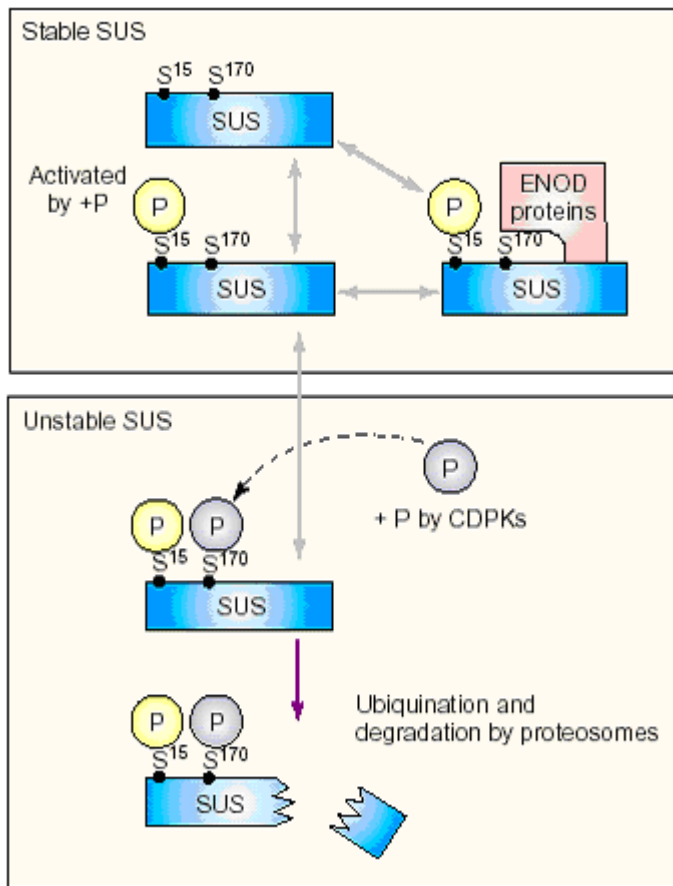 Stable SUS
S15 S170
SUS
Activated
by +P
P
S15 S170
SUS
P
ENOD
proteins
S15 S170
SUS
Unstable SUS
P
+ P by CDPKs
P P
S15 S170
SUS
Ubiquination and
degradation by proteosomes
P P
S15 S170
SUS